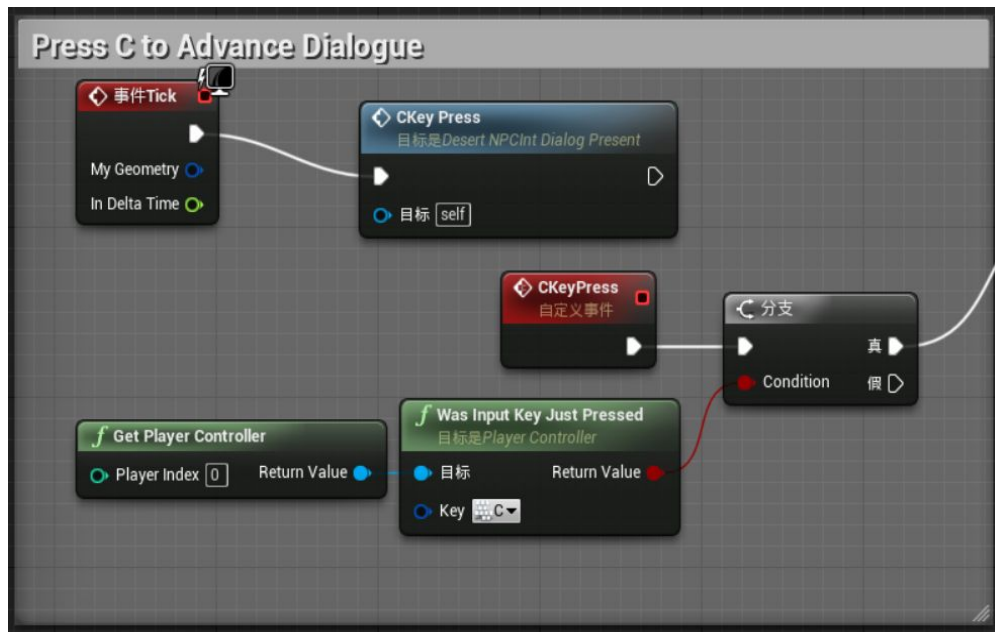 Press C to Advance Dialogue
事件Tick
My Geometry
In Delta Time
CKey Press
目标是Desert NPCInt Dialog Present
目标 self
CKeyPress
自定义事件
分支
真
Condition 假
Get Player Controller
Player Index 0 Return Value
Was Input Key Just Pressed
目标是Player Controller
目标 Return Value
Key C